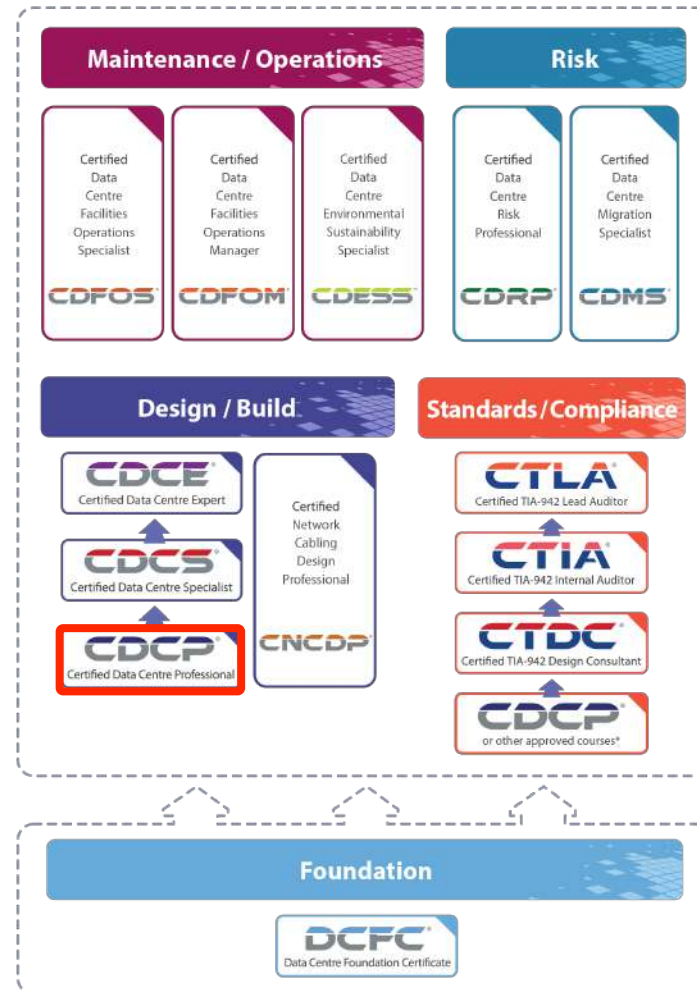 Maintenance / Operations
Certified
Data
Centre
Facilities
Operations
Specialist
CDFOS®
Certified
Data
Centre
Facilities
Operations
Manager
CDFOM®
Certified
Data
Centre
Environmental
Sustainability
Specialist
CDESS®
Risk
Certified
Data
Centre
Risk
Professional
CDRP®
Certified
Data
Centre
Migration
Specialist
CDMS®
Design / Build
CDCE®
Certified Data Centre Expert
CDCS®
Certified Data Centre Specialist
CDCP®
Certified Data Centre Professional
Certified
Network
Cabling
Design
Professional
CNCDP®
Standards/Compliance
CTLA®
Certified TIA-942 Lead Auditor
CTIA®
Certified TIA-942 Internal Auditor
CTDC®
Certified TIA-942 Design Consultant
CDCP®
or other approved courses*
Foundation
DCFC®
Data Centre Foundation Certificate